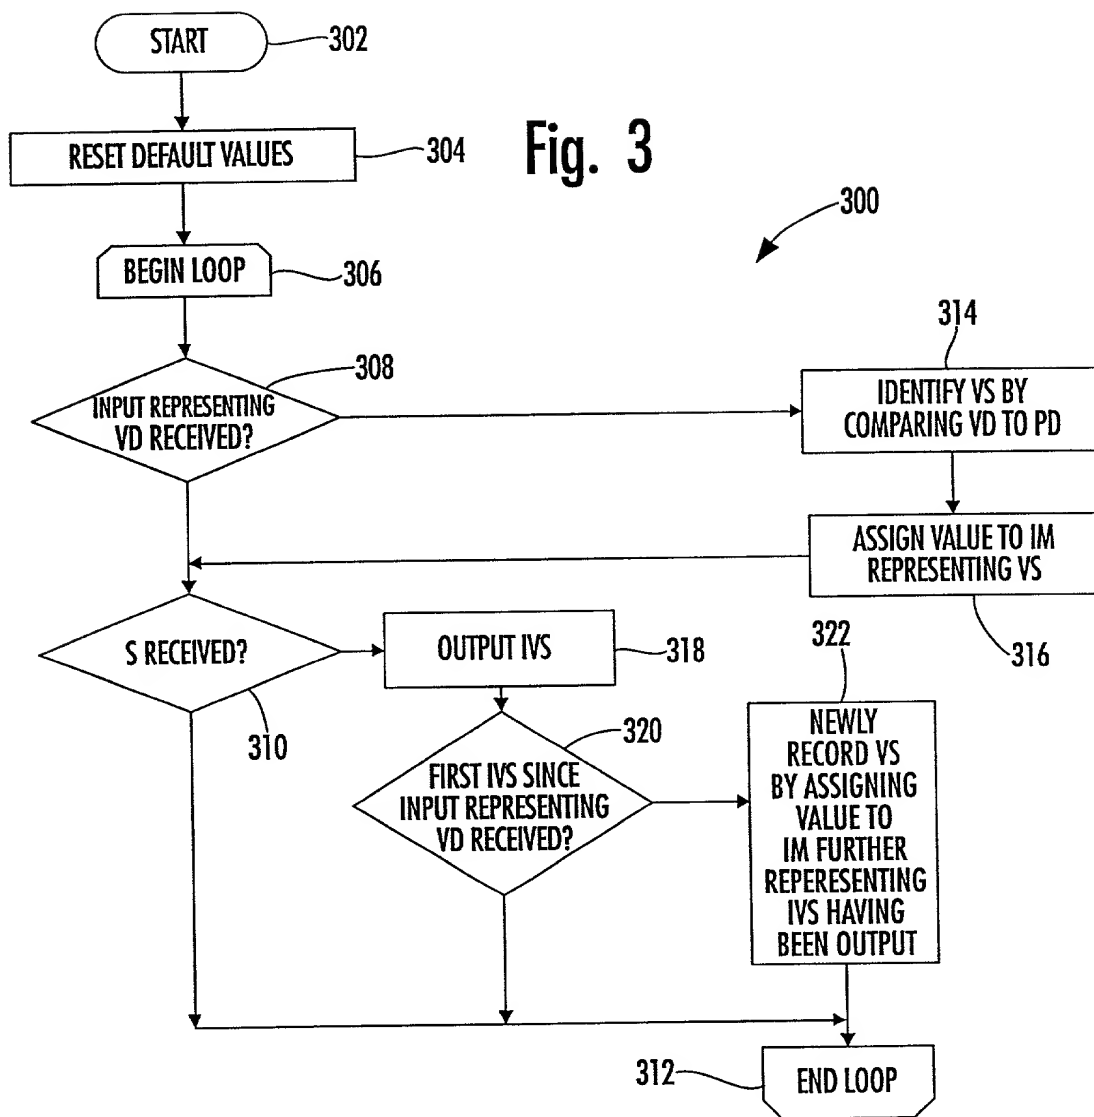 START
302
RESET DEFAULT VALUES
304
Fig. 3
300
BEGIN LOOP
306
314
308
INPUT REPRESENTING
VD RECEIVED?
IDENTIFY VS BY
COMPARING VD TO PD
ASSIGN VALUE TO IM
REPRESENTING VS
316
S RECEIVED?
310
OUTPUT IVS
318
322
320
FIRST IVS SINCE
INPUT REPRESENTING
VD RECEIVED?
NEWLY
RECORD VS
BY ASSIGNING
VALUE TO
IM FURTHER
REPERESENTING
IVS HAVING
BEEN OUTPUT
312
END LOOP